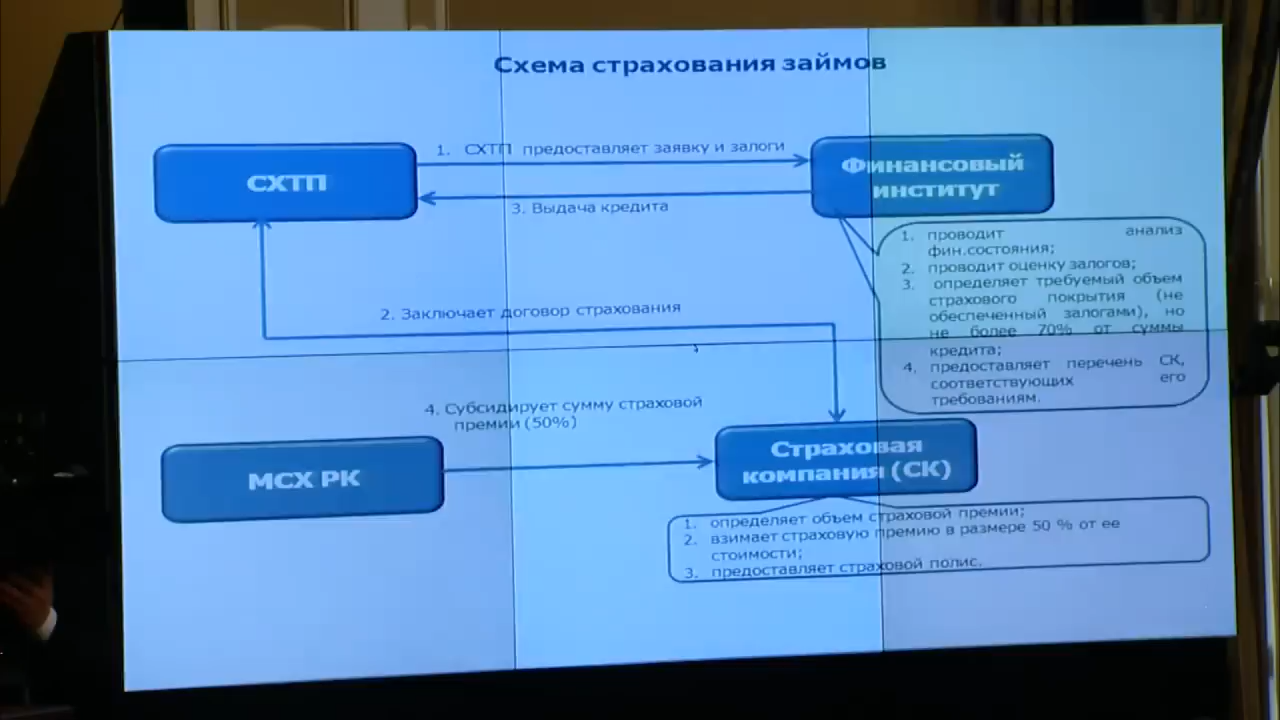 Схема страхования займов
1. СХТП предоставляет заявку и залоги
СХТП
Финансовый
институт
3. Выдача кредита
1. проводит анализ
фин.состояния;
2. проводит оценку залогов;
3. определяет требуемый объем
страхового покрытия (не
обеспеченный залогами), но
не более 70% от суммы
кредита;
4. предоставляет перечень СК,
соответствующих его
требованиям.
2. Заключает договор страхования
4. Субсидирует сумму страховой
премии (50%)
МСХ РК
Страховая
компания (СК)
1. определяет объем страховой премии;
2. взимает страховую премию в размере 50 % от ее
стоимости;
3. предоставляет страховой полис.